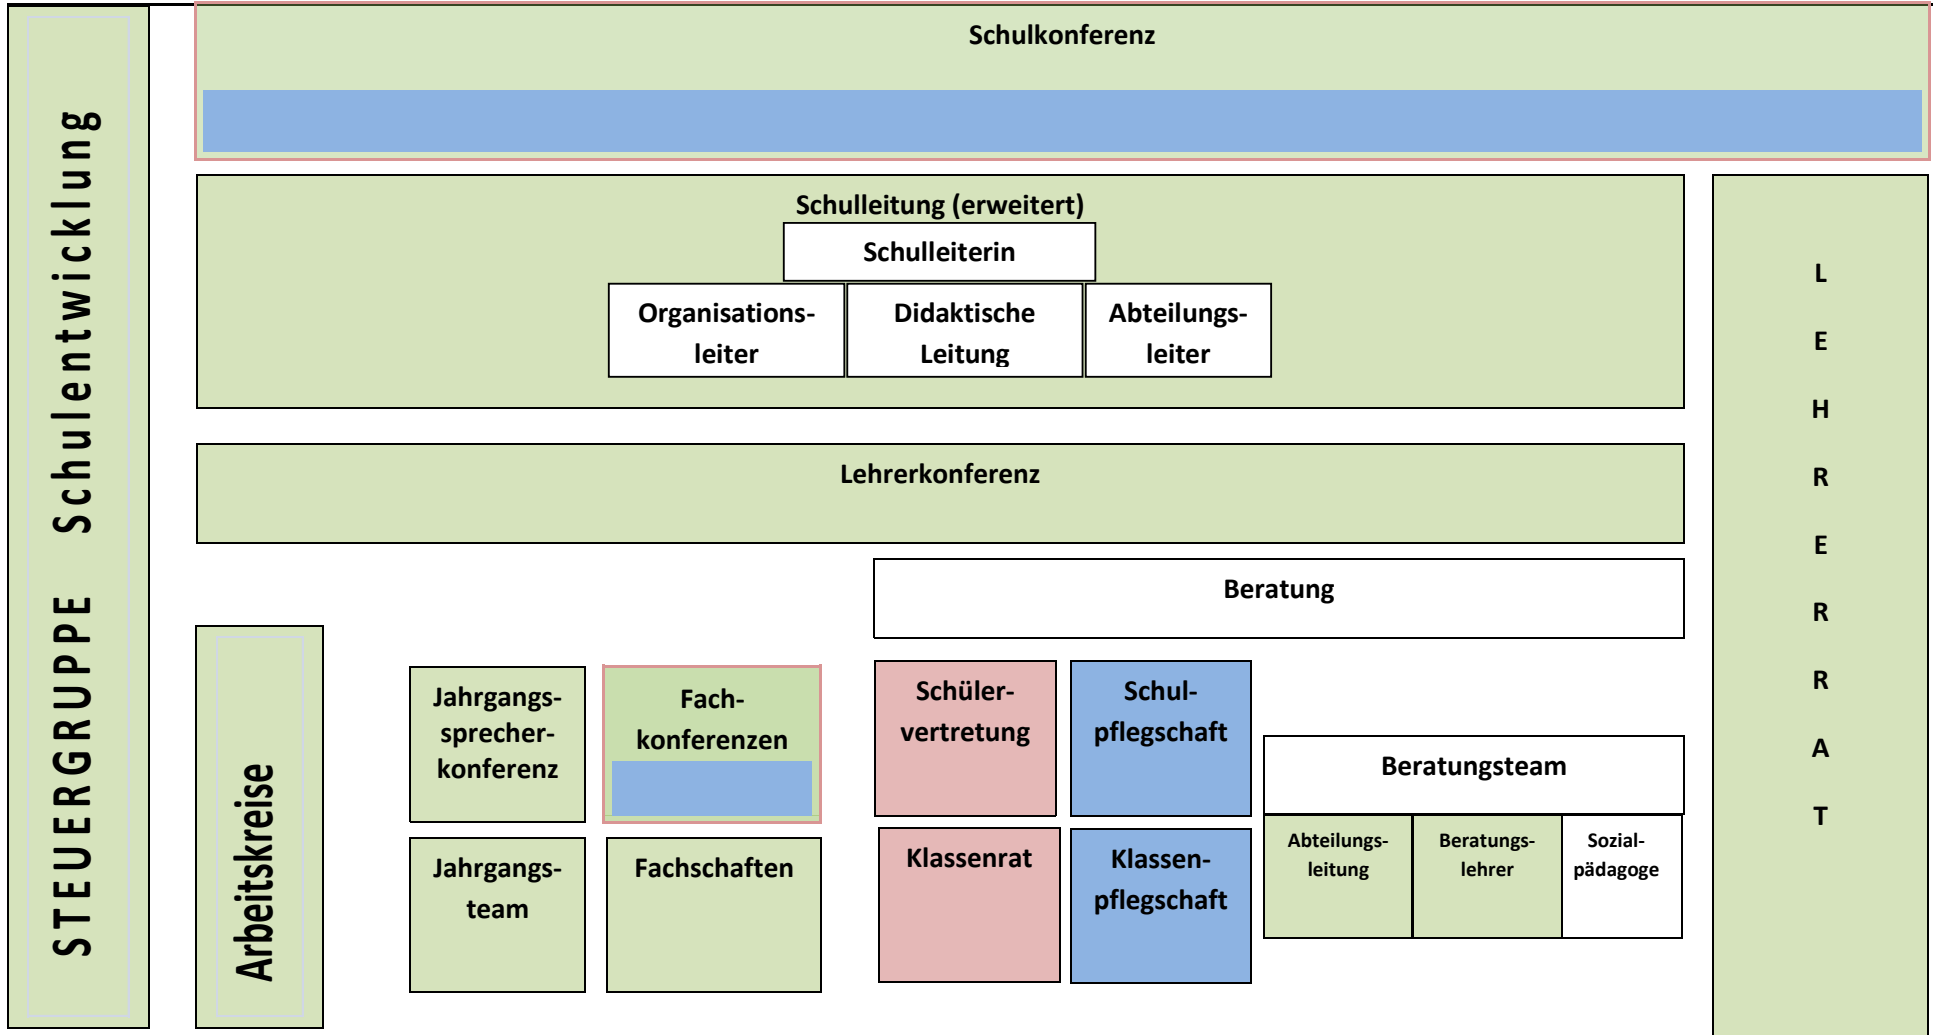 Schulkonferenz
STEUERGRUPPE Schulentwicklung
Schulleitung (erweitert)
Schulleiterin
Organisations-
leiter
Didaktische
Leitung
Abteilungs-
leiter
L
E
H
R
E
R
R
A
T
Lehrerkonferenz
Beratung
Arbeitskreise
Jahrgangs-
sprecher-
konferenz
Fach-
konferenzen
Schüler-
vertretung
Schul-
pflegschaft
Beratungsteam
Jahrgangs-
team
Fachschaften
Klassenrat
Klassen-
pflegschaft
Abteilungs-
leitung
Beratungs-
lehrer
Sozial-
pädagoge